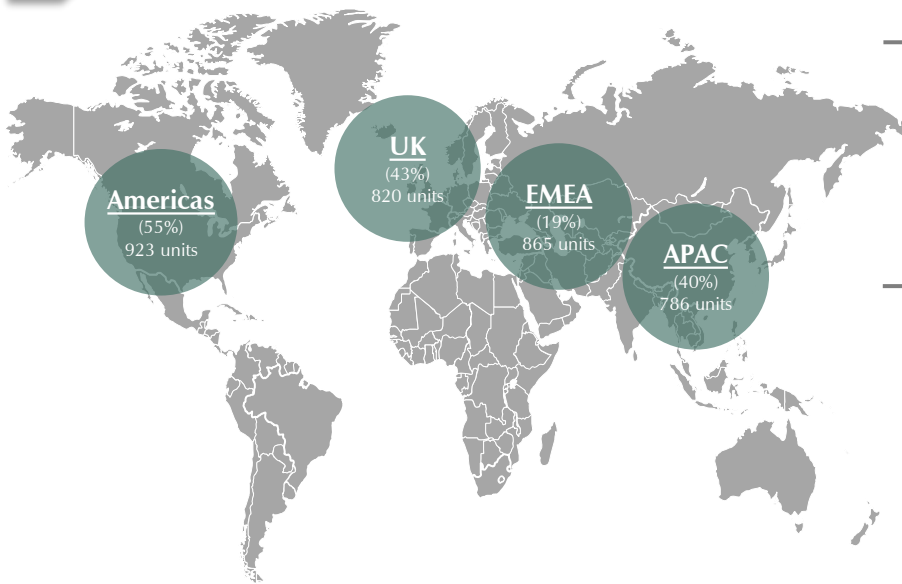 Americas
(55%)
923 units
UK
(43%)
820 units
EMEA
(19%)
865 units
APAC
(40%)
786 units